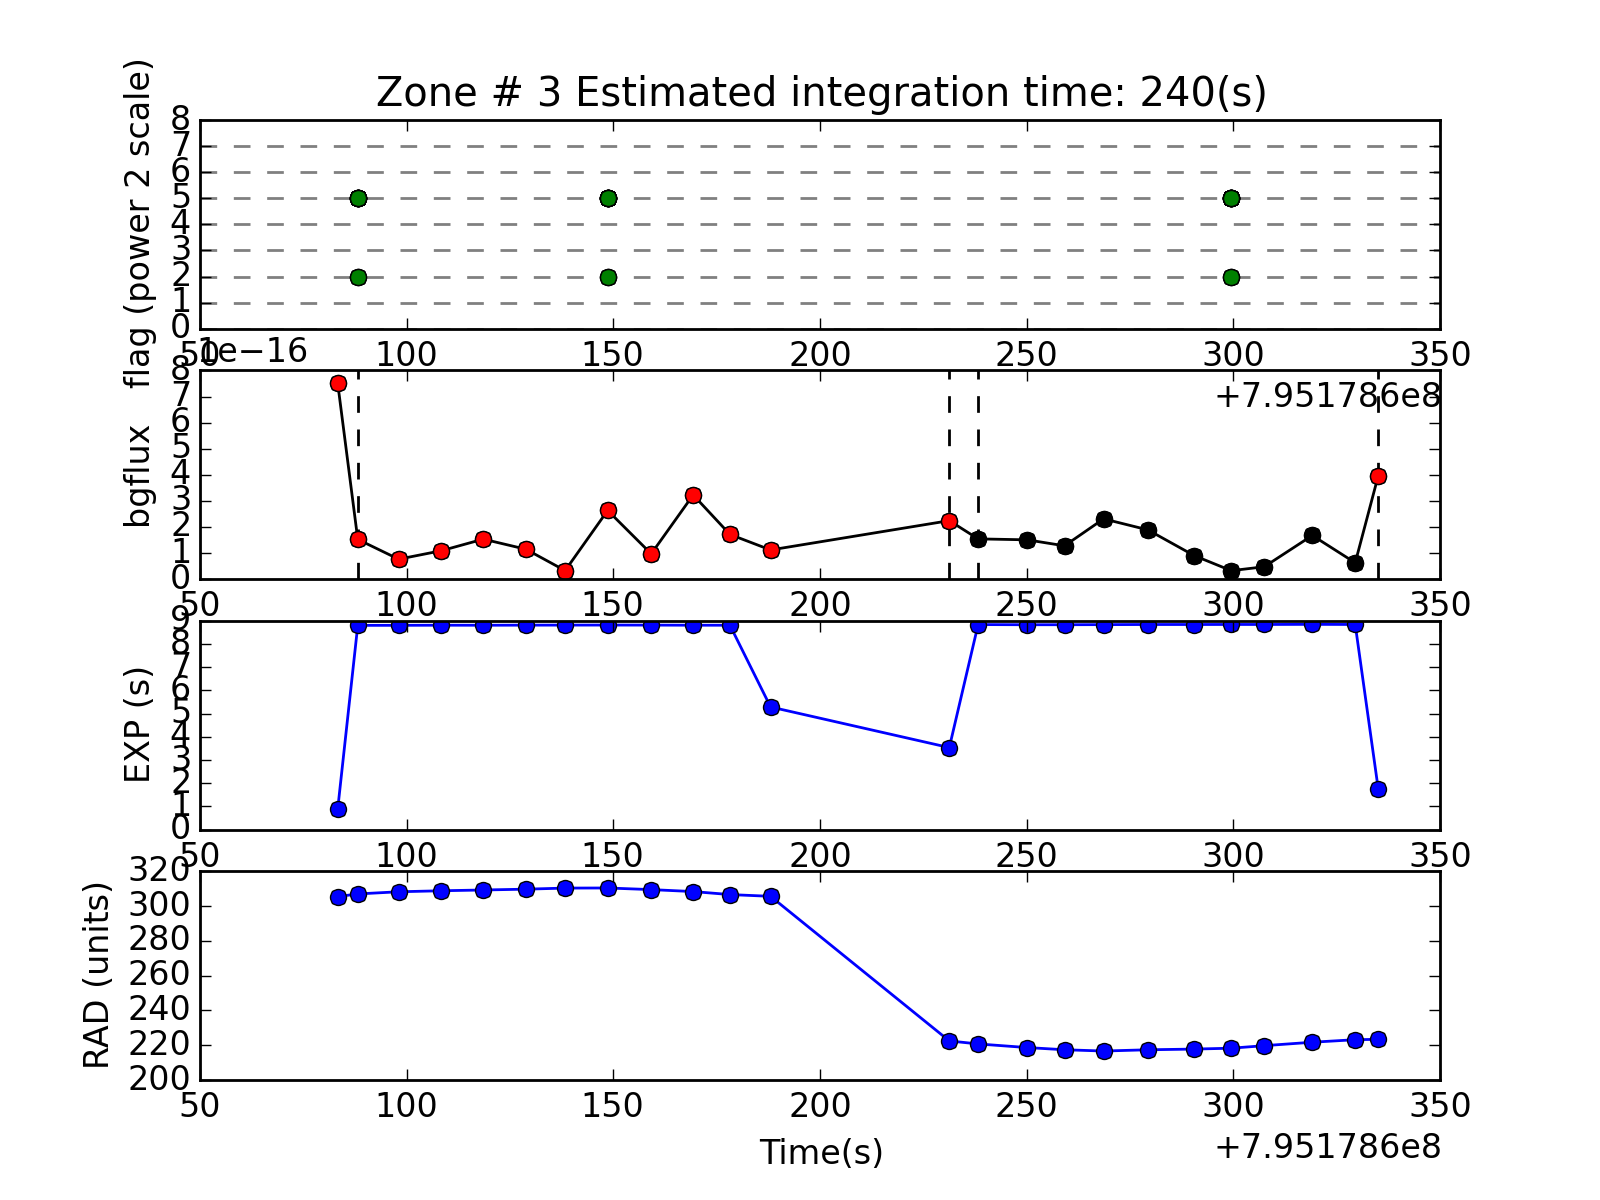 Zone # 3 Estimated integration time: 240(s)
flag (power 2 scale)
8
7
6
5
4
3
2
1
0
50 100 150 200 250 300 350
1e−16
+7.951786e8
bgflux
8
7
6
5
4
3
2
1
0
50 100 150 200 250 300 350
EXP (s)
9
8
7
6
5
4
3
2
1
0
50 100 150 200 250 300 350
RAD (units)
320
300
280
260
240
220
200
50 100 150 200 250 300 350
Time(s)
+7.951786e8